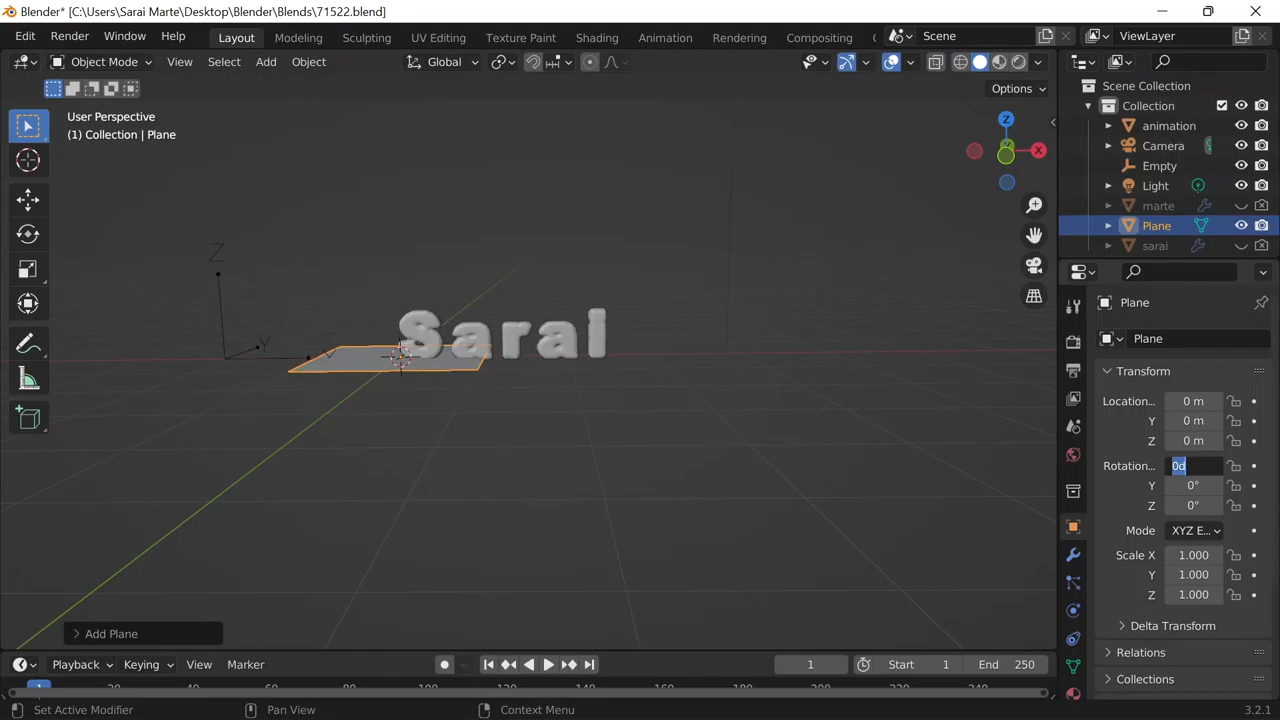 Blender* [C:\Users\Sarai Marte\Desktop\Blender\Blends\71522.blend]
Edit Render Window Help Layout Modeling Sculpting UV Editing Texture Paint Shading Animation Rendering Compositing Scene ViewLayer
Object Mode View Select Add Object Global
Options
User Perspective
(1) Collection | Plane
Z
Y
X
Z
Y
Sarai
Add Plane
Scene Collection
Collection
animation
Camera
Empty
Light
marte
Plane
sarai
Plane
Plane
Transform
Location... 0 m
Y 0 m
Z 0 m
Rotation... 0d
Y 0°
Z 0°
Mode XYZ E...
Scale X 1.000
Y 1.000
Z 1.000
Delta Transform
Relations
Collections
Playback Keying View Marker 1 Start 1 End 250
1
Set Active Modifier Pan View Context Menu 3.2.1